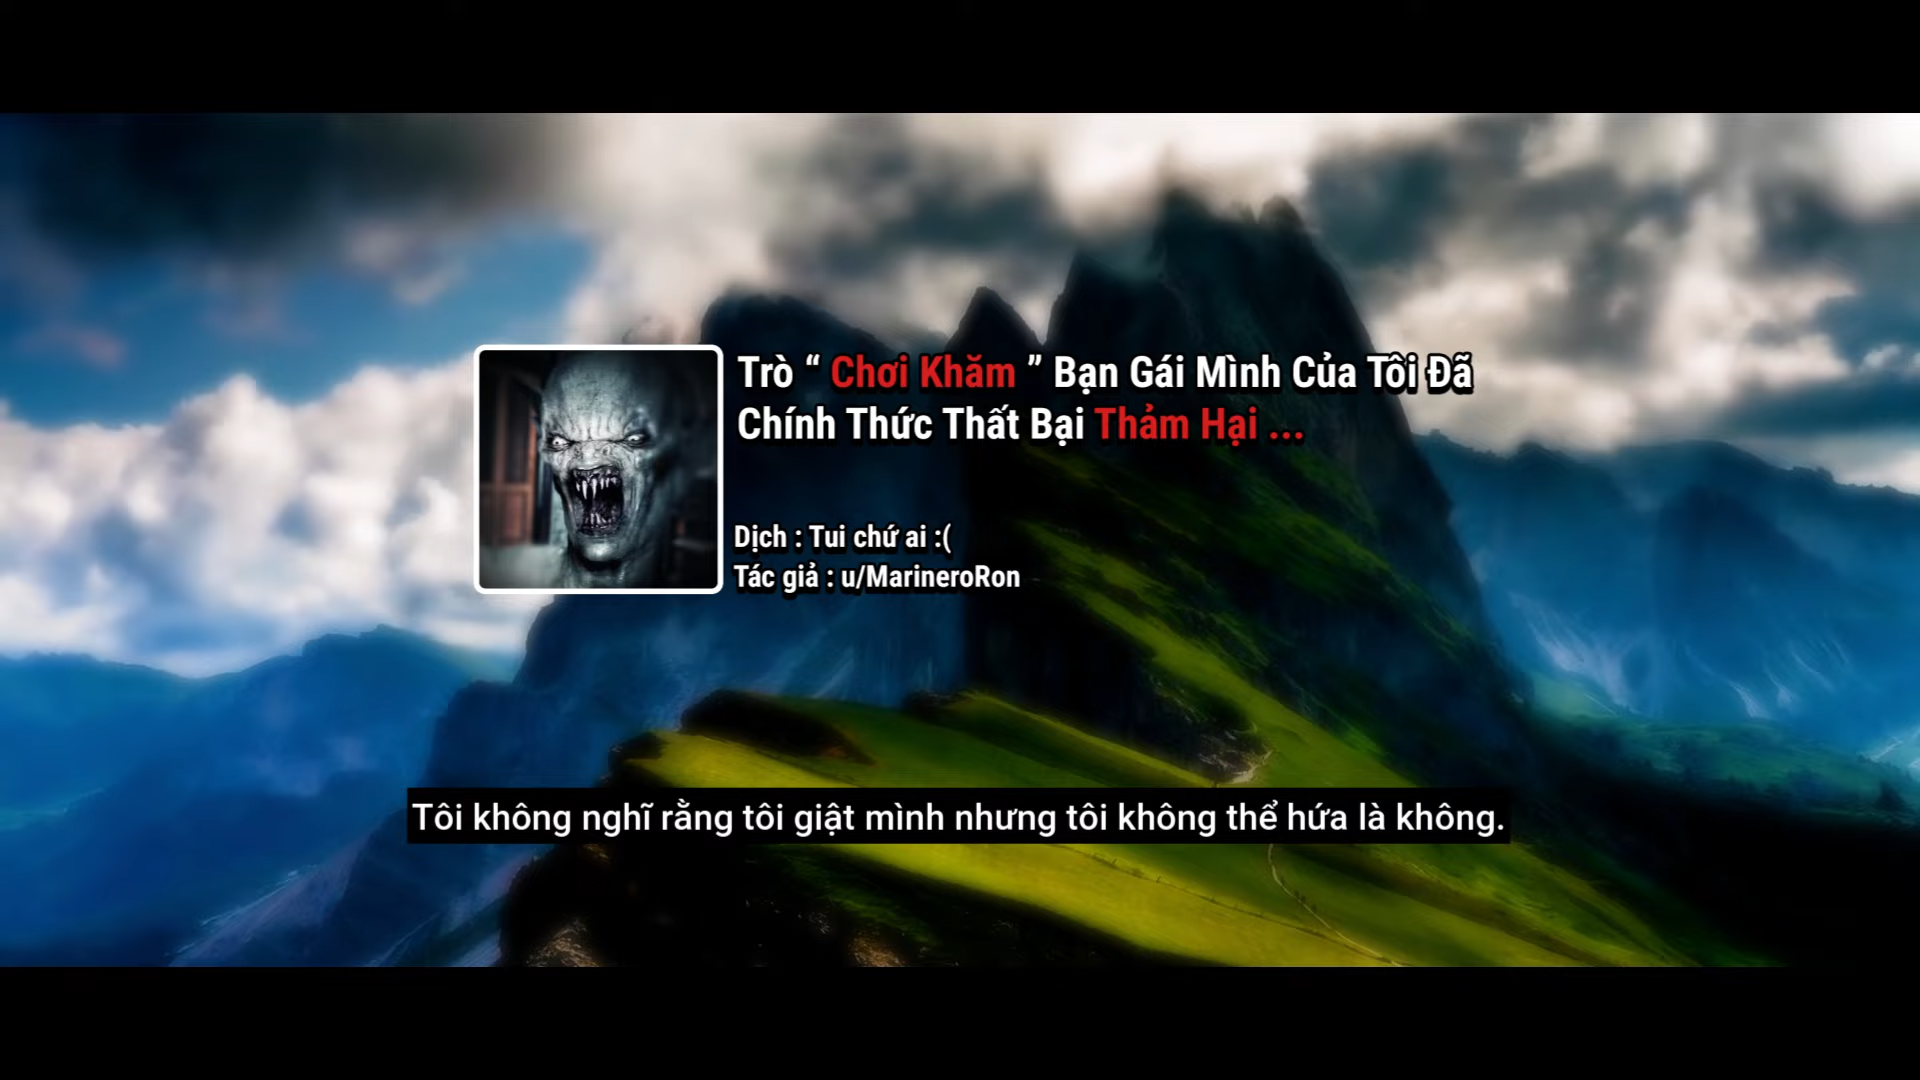 Trò “ Chơi Khăm ” Bạn Gái Mình Của Tôi Đã
Chính Thức Thất Bại Thảm Hại ...
Dịch : Tui chứ ai :(
Tác giả : u/MarineroRon
Tôi không nghĩ rằng tôi giật mình nhưng tôi không thể hứa là không.